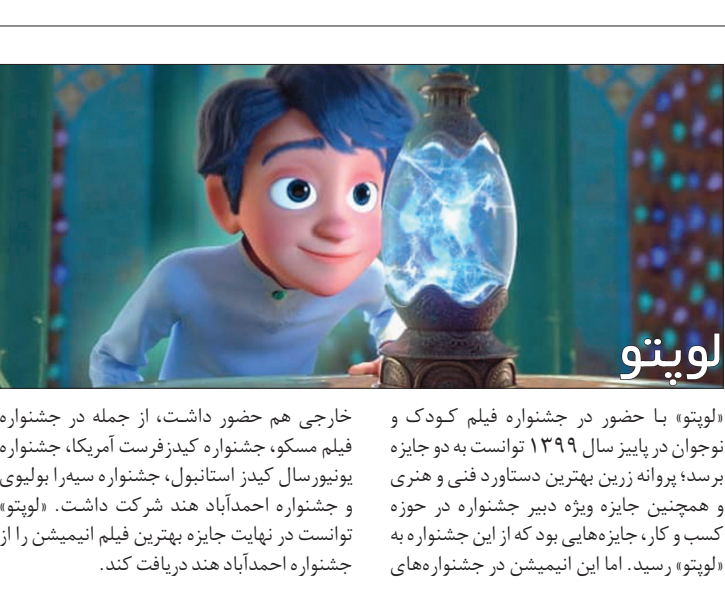 لوپتو
«لوپتو» با حضور در جشنواره فیلم کودک و
نوجوان در پاییز سال ۱۳۹۹ توانست به دو جایزه
برسد؛ پروانه زرین بهترین دستاورد فنی و هنری
و همچنین جایزه ویژه دبیر جشنواره در حوزه
کسب و کار، جایزه‌هایی بود که از این جشنواره به
«لوپتو» رسید. اما این انیمیشن در جشنواره‌های
خارجی هم حضور داشت، از جمله در جشنواره
فیلم مسکو، جشنواره کیدزفرست آمریکا، جشنواره
یونیورسال کیدز استانبول، جشنواره سیه‌را بولیوی
و جشنواره احمدآباد هند شرکت داشت. «لوپتو»
توانست در نهایت جایزه بهترین فیلم انیمیشن را از
جشنواره احمدآباد هند دریافت کند.